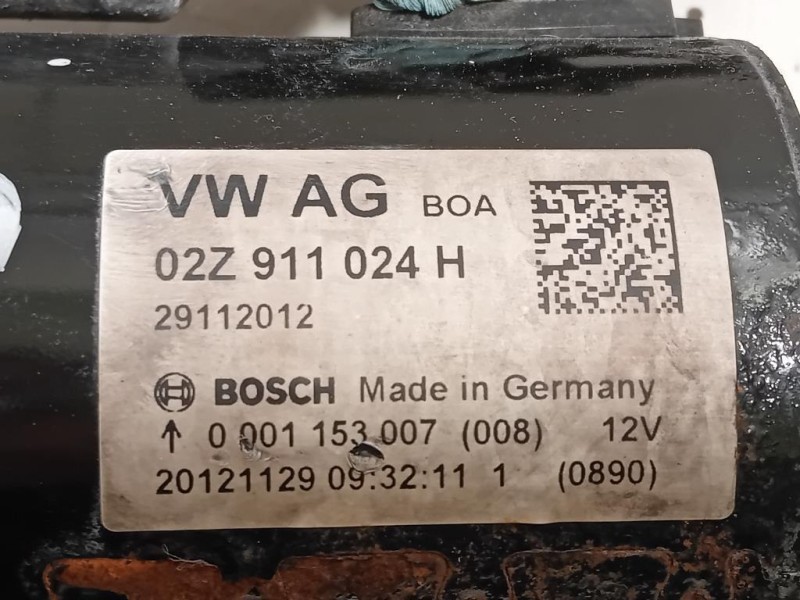 VW AG BOA
02Z 911 024 H
29112012
BOSCH Made in Germany
↑ 0 001 153 007 (008) 12V
20121129 09:32:11 1 (0890)